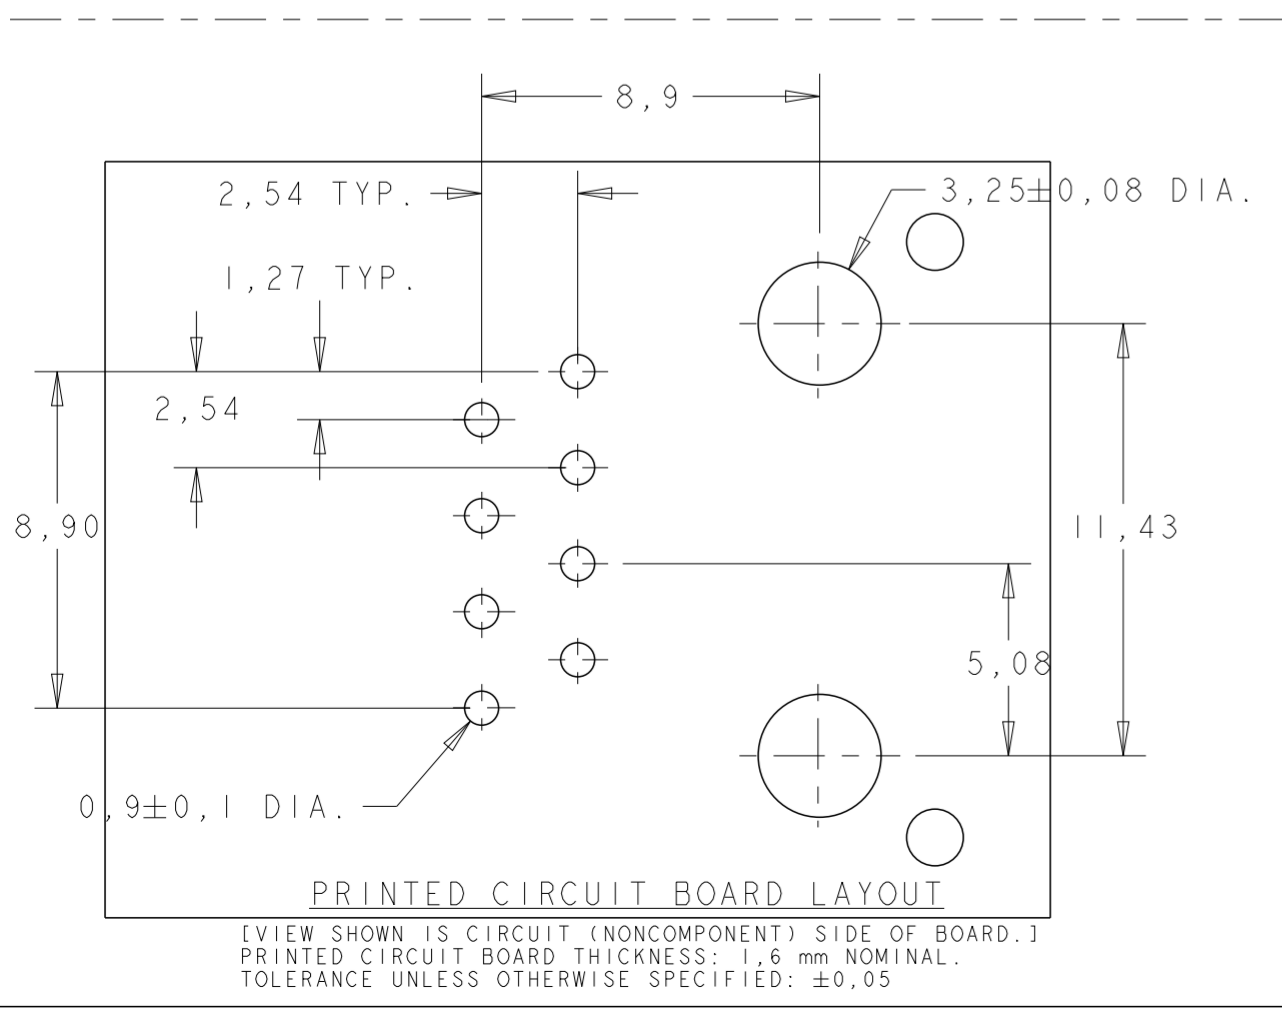 8,9
2,54 TYP.
3,25±0,08 DIA.
1,27 TYP.
2,54
8,90
11,43
5,08
0,9±0,1 DIA.
PRINTED CIRCUIT BOARD LAYOUT
[VIEW SHOWN IS CIRCUIT (NONCOMPONENT) SIDE OF BOARD.]
PRINTED CIRCUIT BOARD THICKNESS: 1,6 mm NOMINAL.
TOLERANCE UNLESS OTHERWISE SPECIFIED: ±0,05